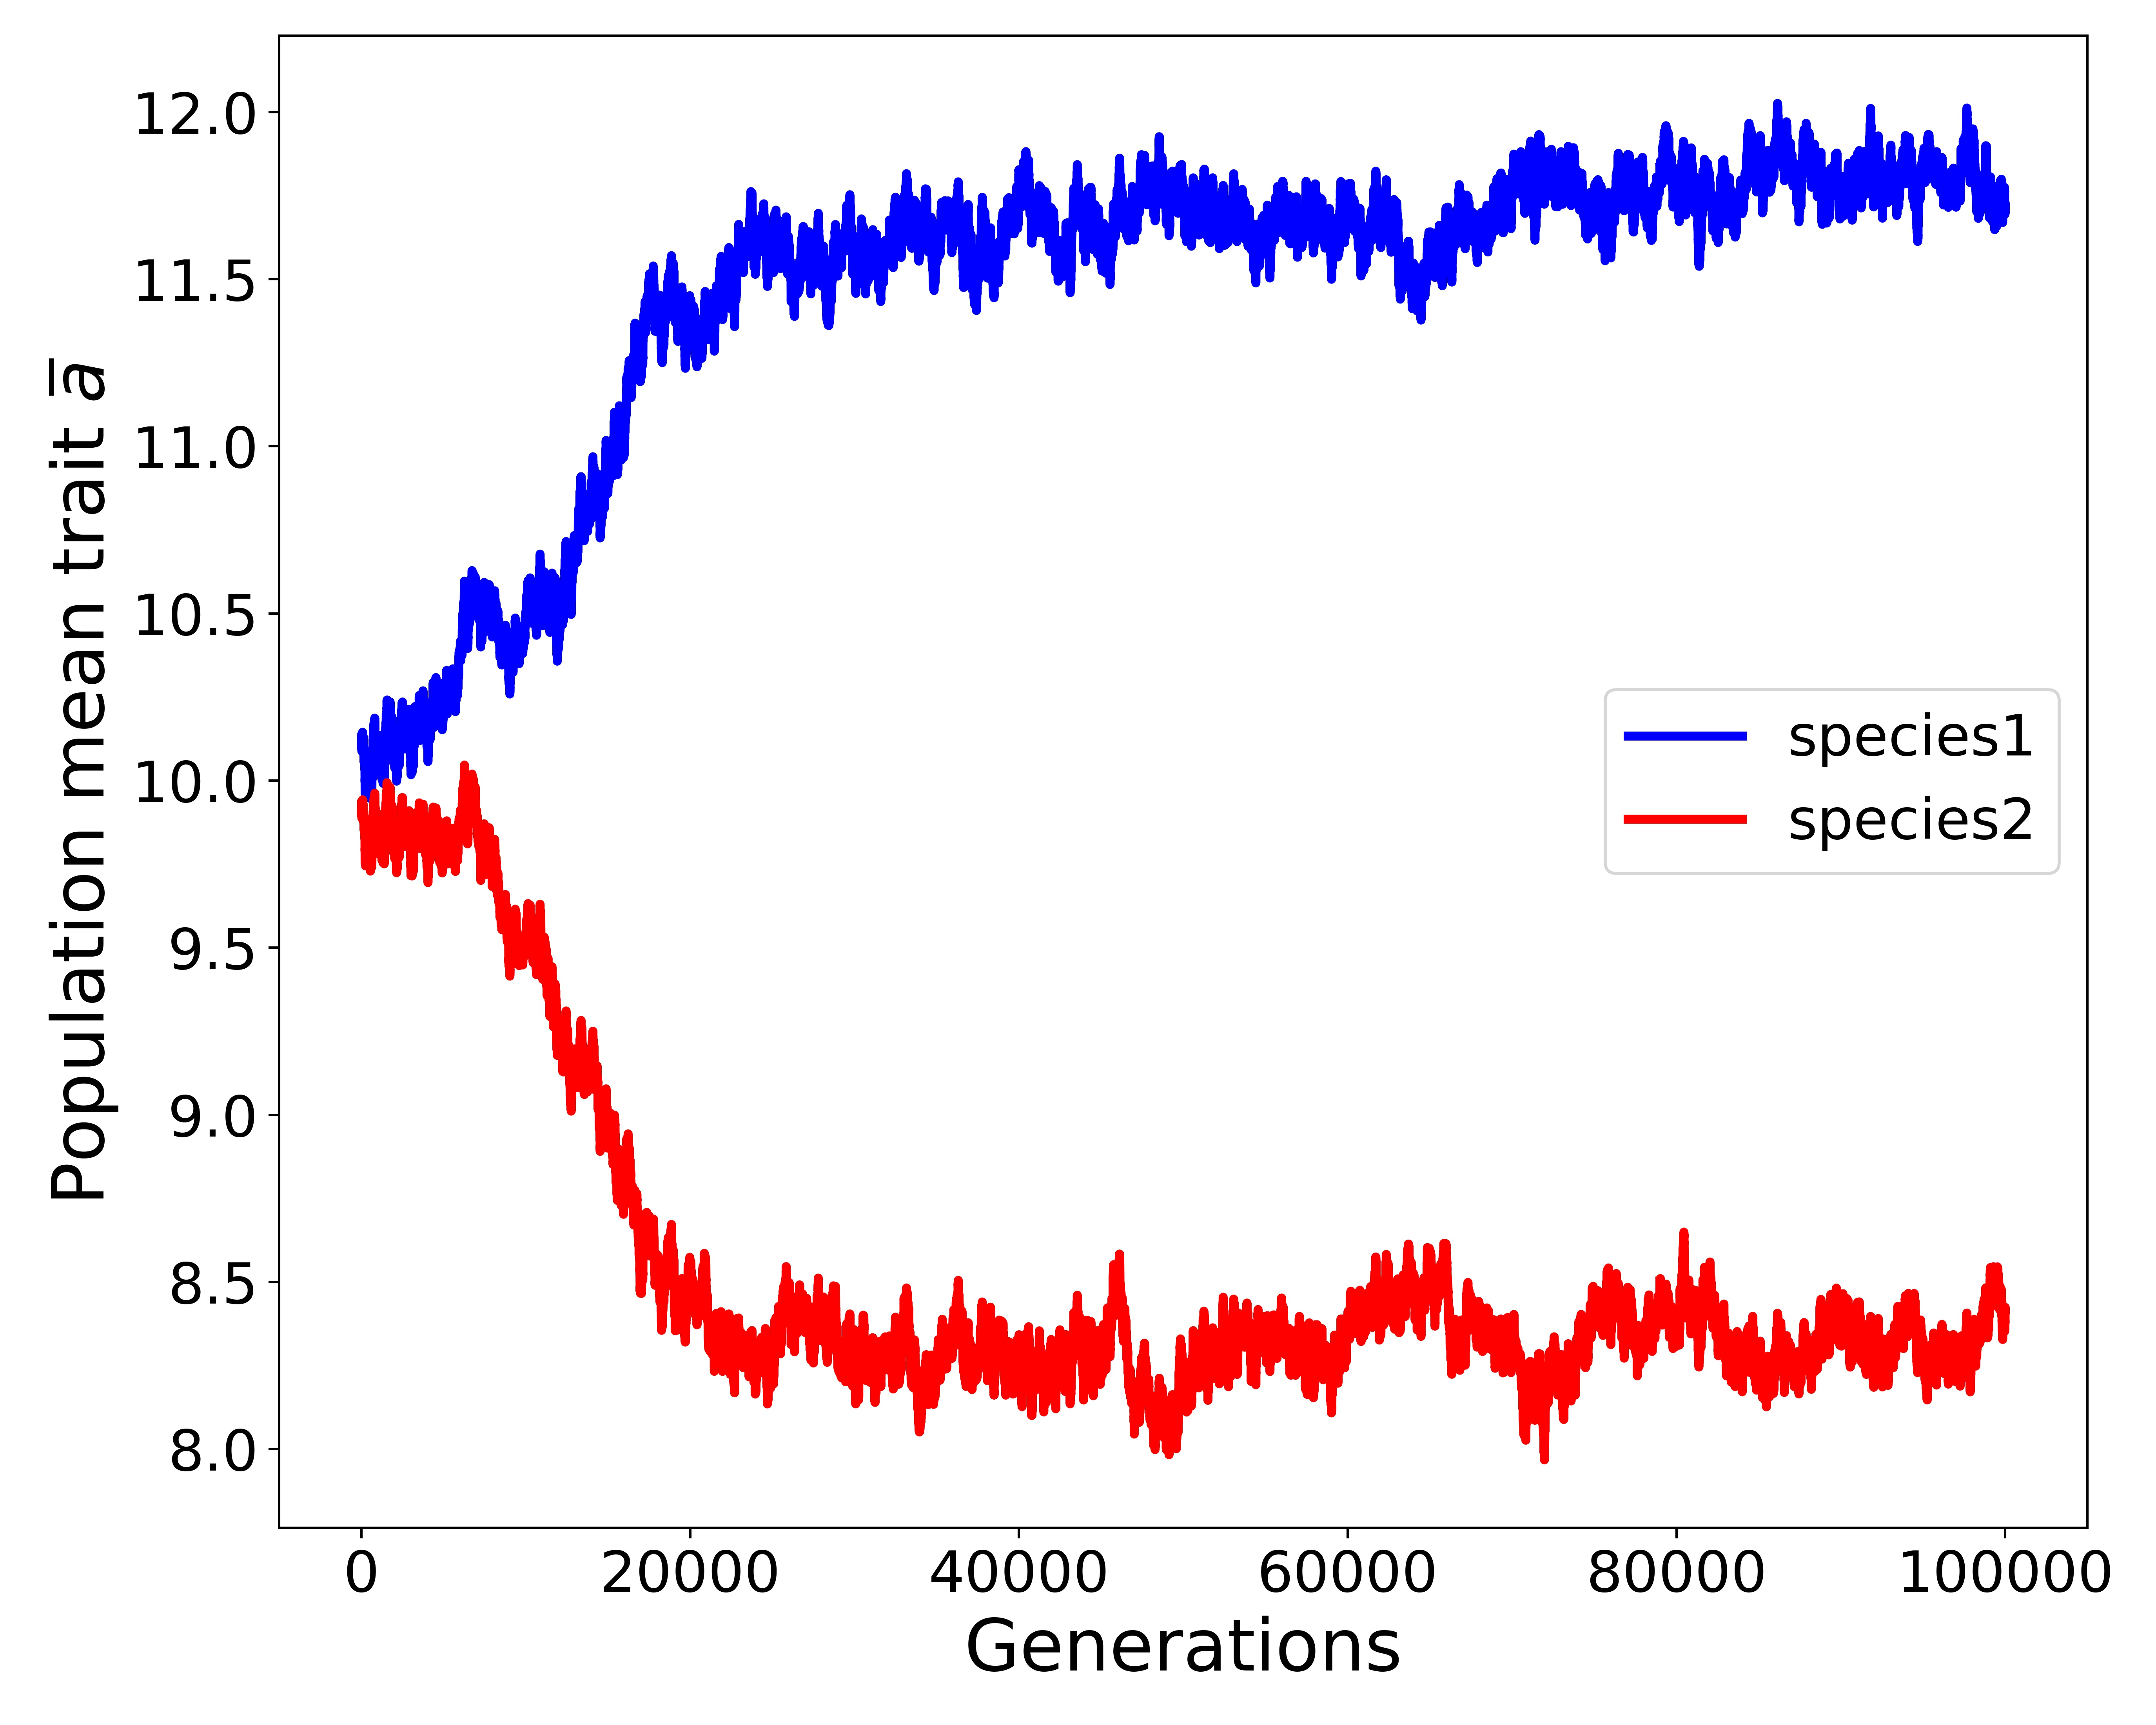 Population mean trait a̅
12.0
11.5
11.0
10.5
10.0
9.5
9.0
8.5
8.0
species1
species2
0 20000 40000 60000 80000 100000
Generations